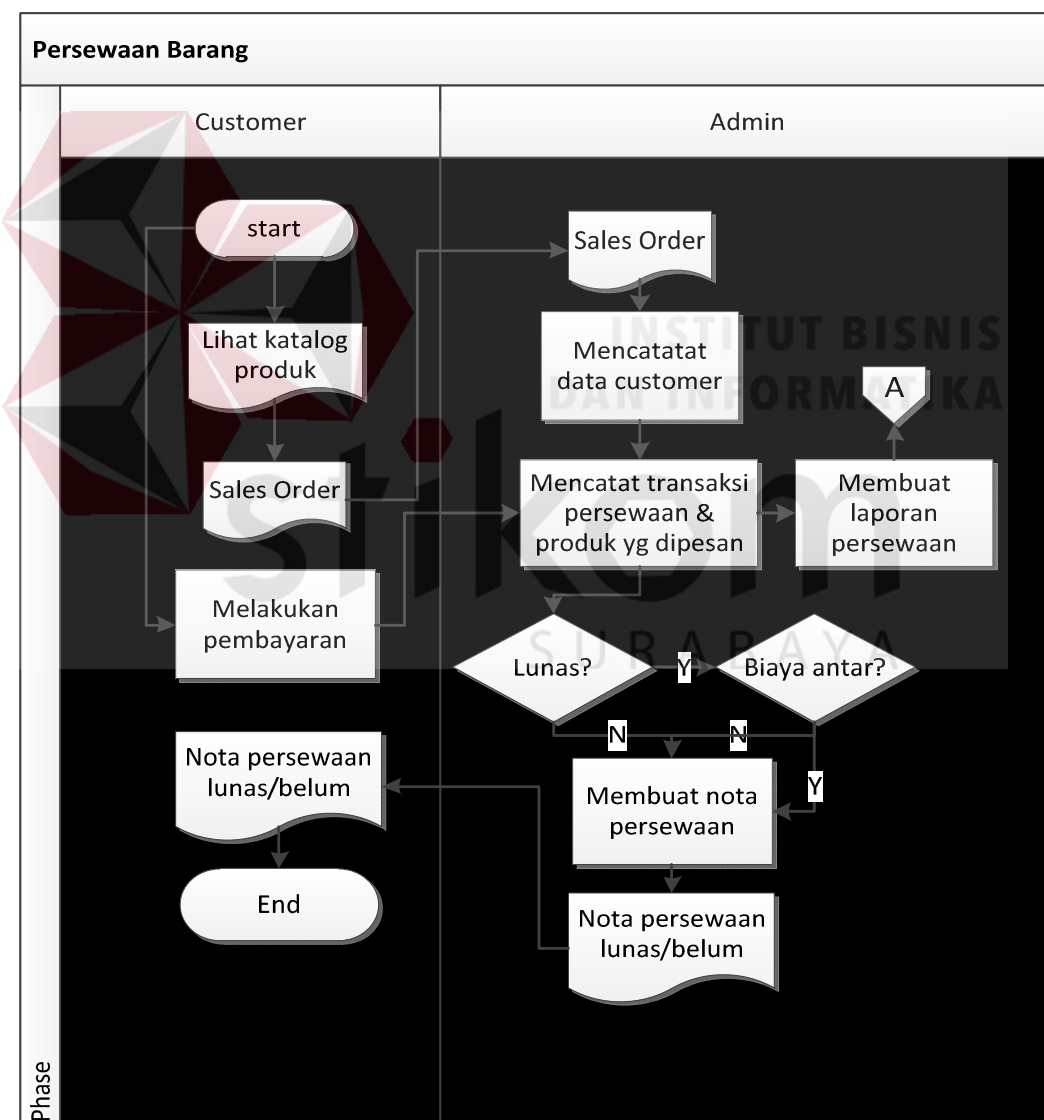 Persewaan Barang
Customer
Admin
start
Lihat katalog
produk
Sales Order
Melakukan
pembayaran
Nota persewaan
lunas/belum
End
Sales Order
Mencatatat
data customer
A
Mencatat transaksi
persewaan &
produk yg dipesan
Membuat
laporan
persewaan
Lunas?
Y
Biaya antar?
N
N
Y
Membuat nota
persewaan
Nota persewaan
lunas/belum
Phase
INSTITUT BISNIS
DAN INFORMATIKA
stikom
SURABAYA